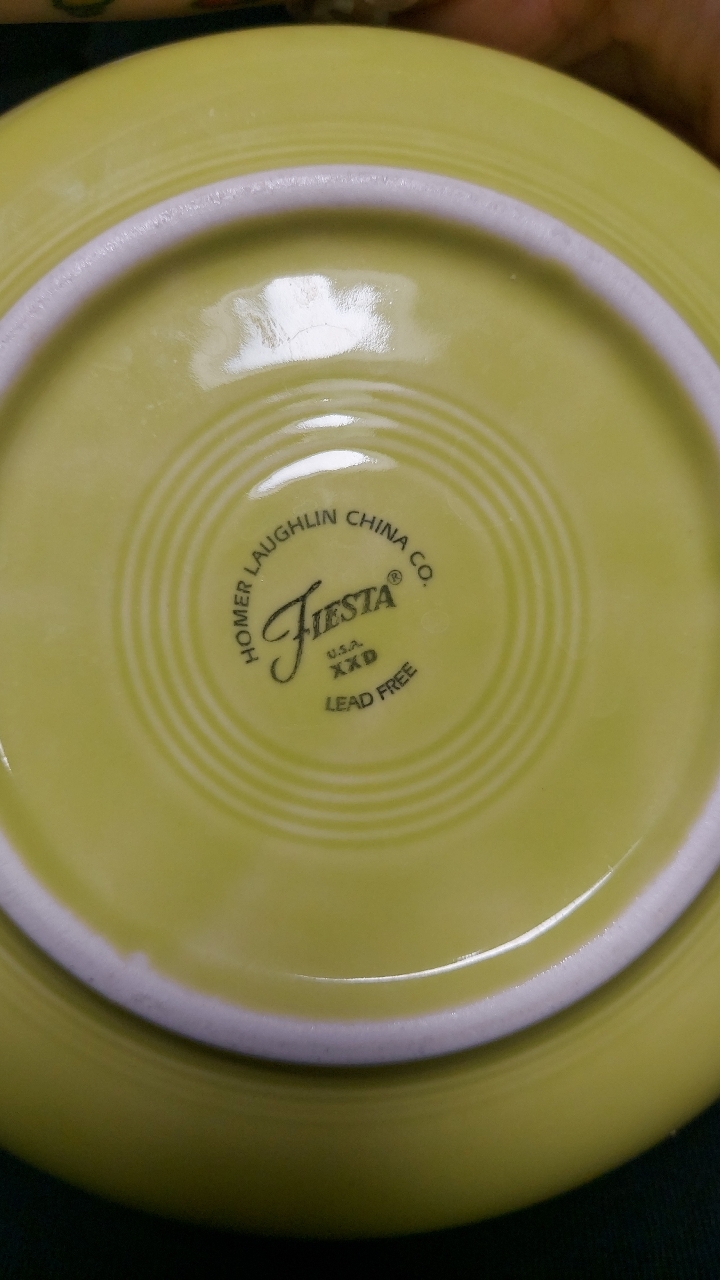 HOMER LAUGHLIN CHINA CO.
FIESTA®
U.S.A.
XXD
LEAD FREE